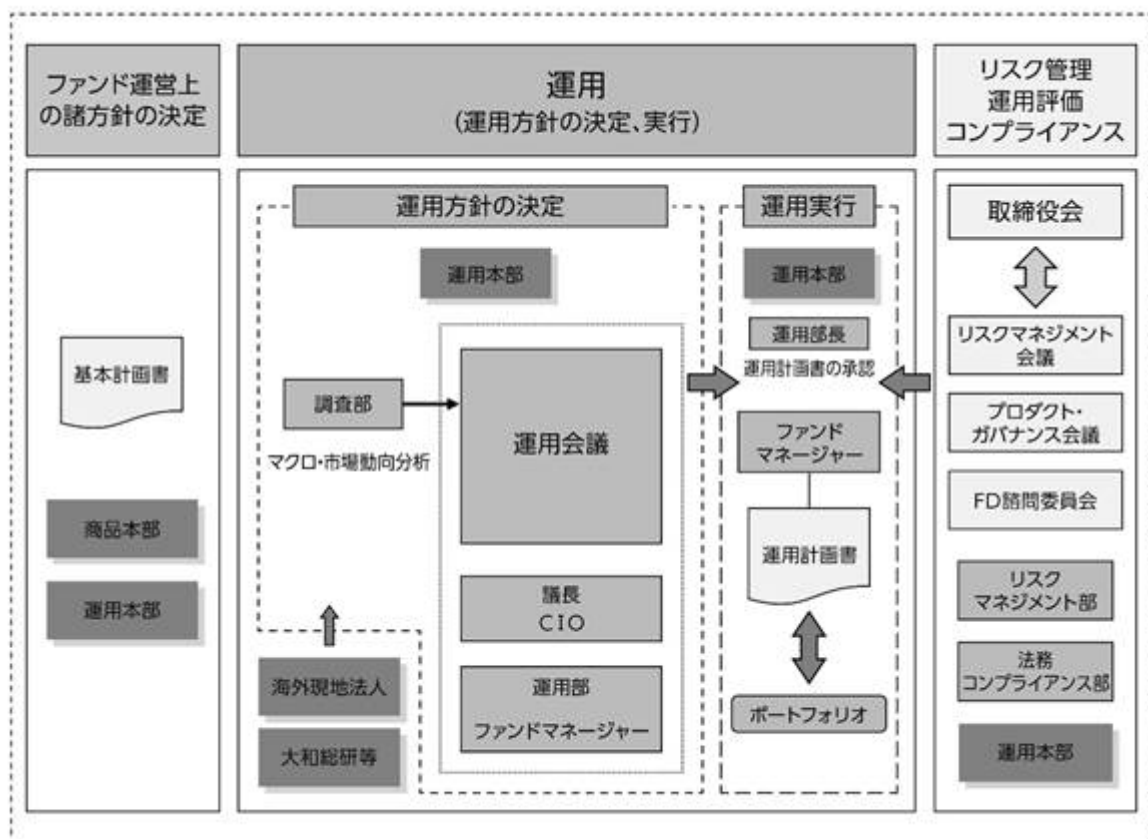 ファンド運営上
の諸方針の決定
運用
(運用方針の決定、実行)
リスク管理
運用評価
コンプライアンス
基本計画書
商品本部
運用本部
運用方針の決定
運用本部
調査部
マクロ・市場動向分析
運用会議
議長
CIO
運用部
ファンドマネージャー
海外現地法人
大和総研等
運用実行
運用本部
運用部長
運用計画書の承認
ファンド
マネージャー
運用計画書
ポートフォリオ
取締役会
リスクマネジメント
会議
プロダクト・
ガバナンス会議
FD諮問委員会
リスク
マネジメント部
法務
コンプライアンス部
運用本部